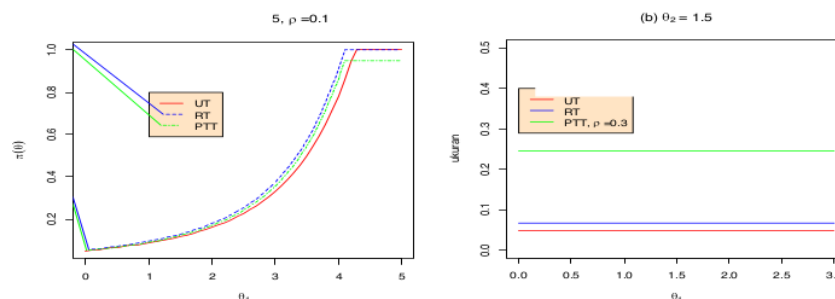 5, ρ =0.1
π(θ)
1.0
0.8
0.6
0.4
0.2
UT
RT
PTT
0 1 2 3 4 5
(b) θ₂ = 1.5
ukuran
0.5
0.4
0.3
0.2
0.1
0.0
UT
RT
PTT, ρ =0.3
0.0 0.5 1.0 1.5 2.0 2.5 3.